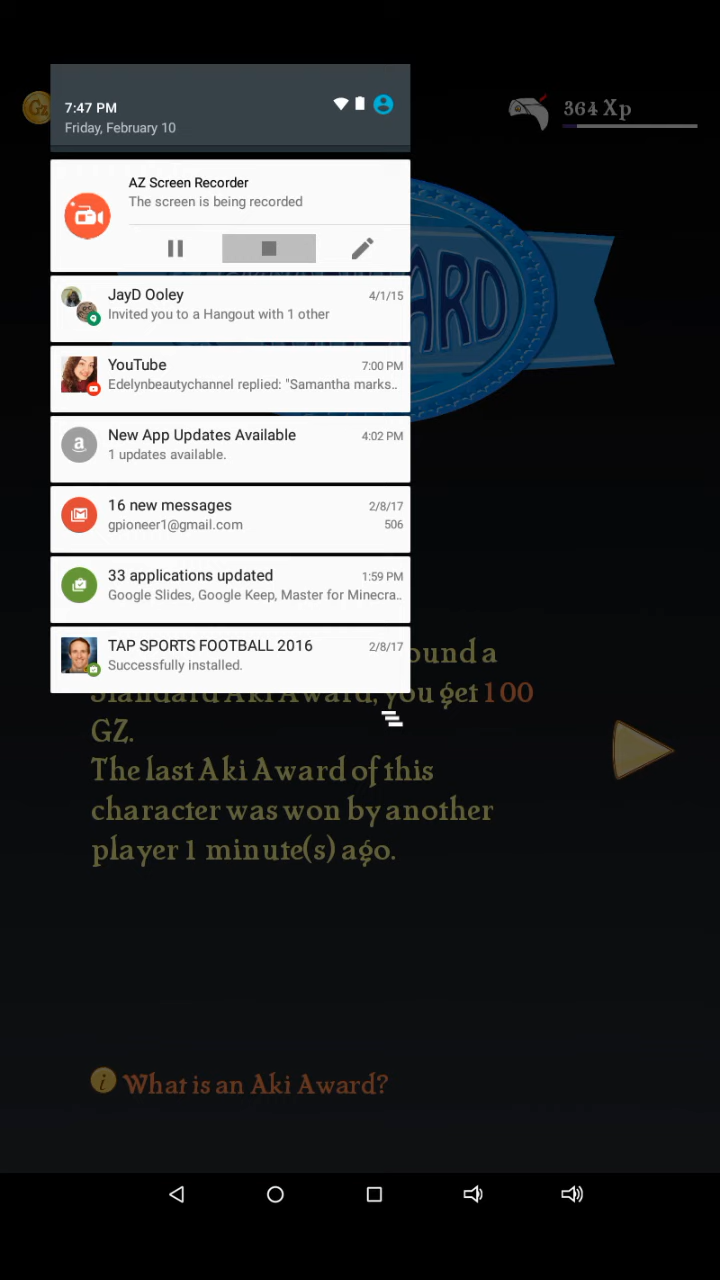 7:47 PM
Friday, February 10
Gz
364 Xp
AZ Screen Recorder
The screen is being recorded
ARD
JayD Ooley 4/1/15
Invited you to a Hangout with 1 other
YouTube 7:00 PM
Edelynbeautychannel replied: "Samantha marks..
New App Updates Available 4:02 PM
1 updates available.
16 new messages 2/8/17
gpioneer1@gmail.com 506
33 applications updated 1:59 PM
Google Slides, Google Keep, Master for Minecra..
TAP SPORTS FOOTBALL 2016 2/8/17
Successfully installed.
ound a
Standard Aki Award, you get 100
GZ.
The last Aki Award of this
character was won by another
player 1 minute(s) ago.
What is an Aki Award?